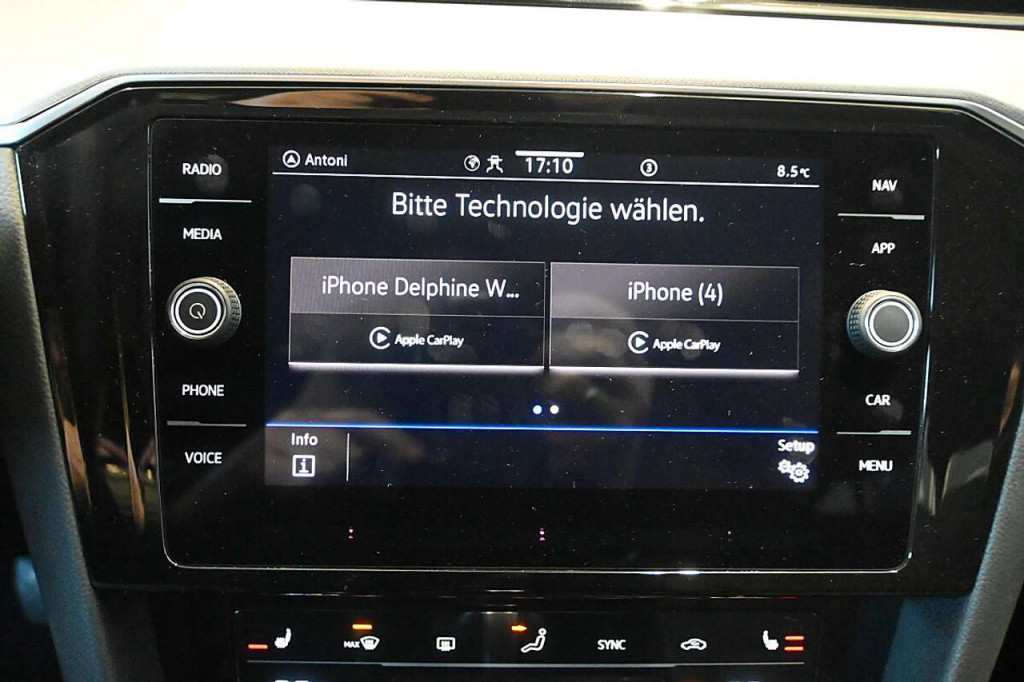 RADIO
MEDIA
PHONE
VOICE
Antoni
17:10
3
8.5°C
Bitte Technologie wählen.
iPhone Delphine W...
Apple CarPlay
iPhone (4)
Apple CarPlay
Info
i
Setup
NAV
APP
CAR
MENU
MAX
SYNC